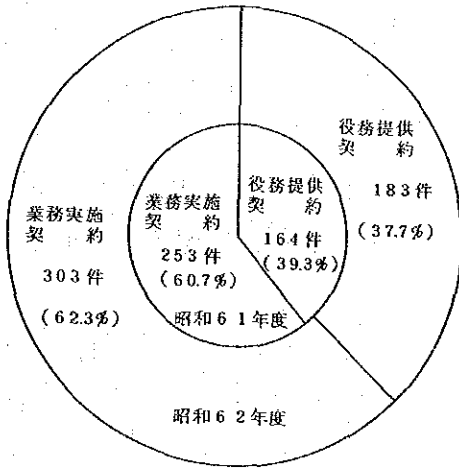 役務提供
契　　約
183件
(37.7%)
業務実施
契　　約
303件
(62.3%)
業務実施
契　　約
253件
(60.7%)
役務提供
契　　約
164件
(39.3%)
昭和61年度
昭和62年度